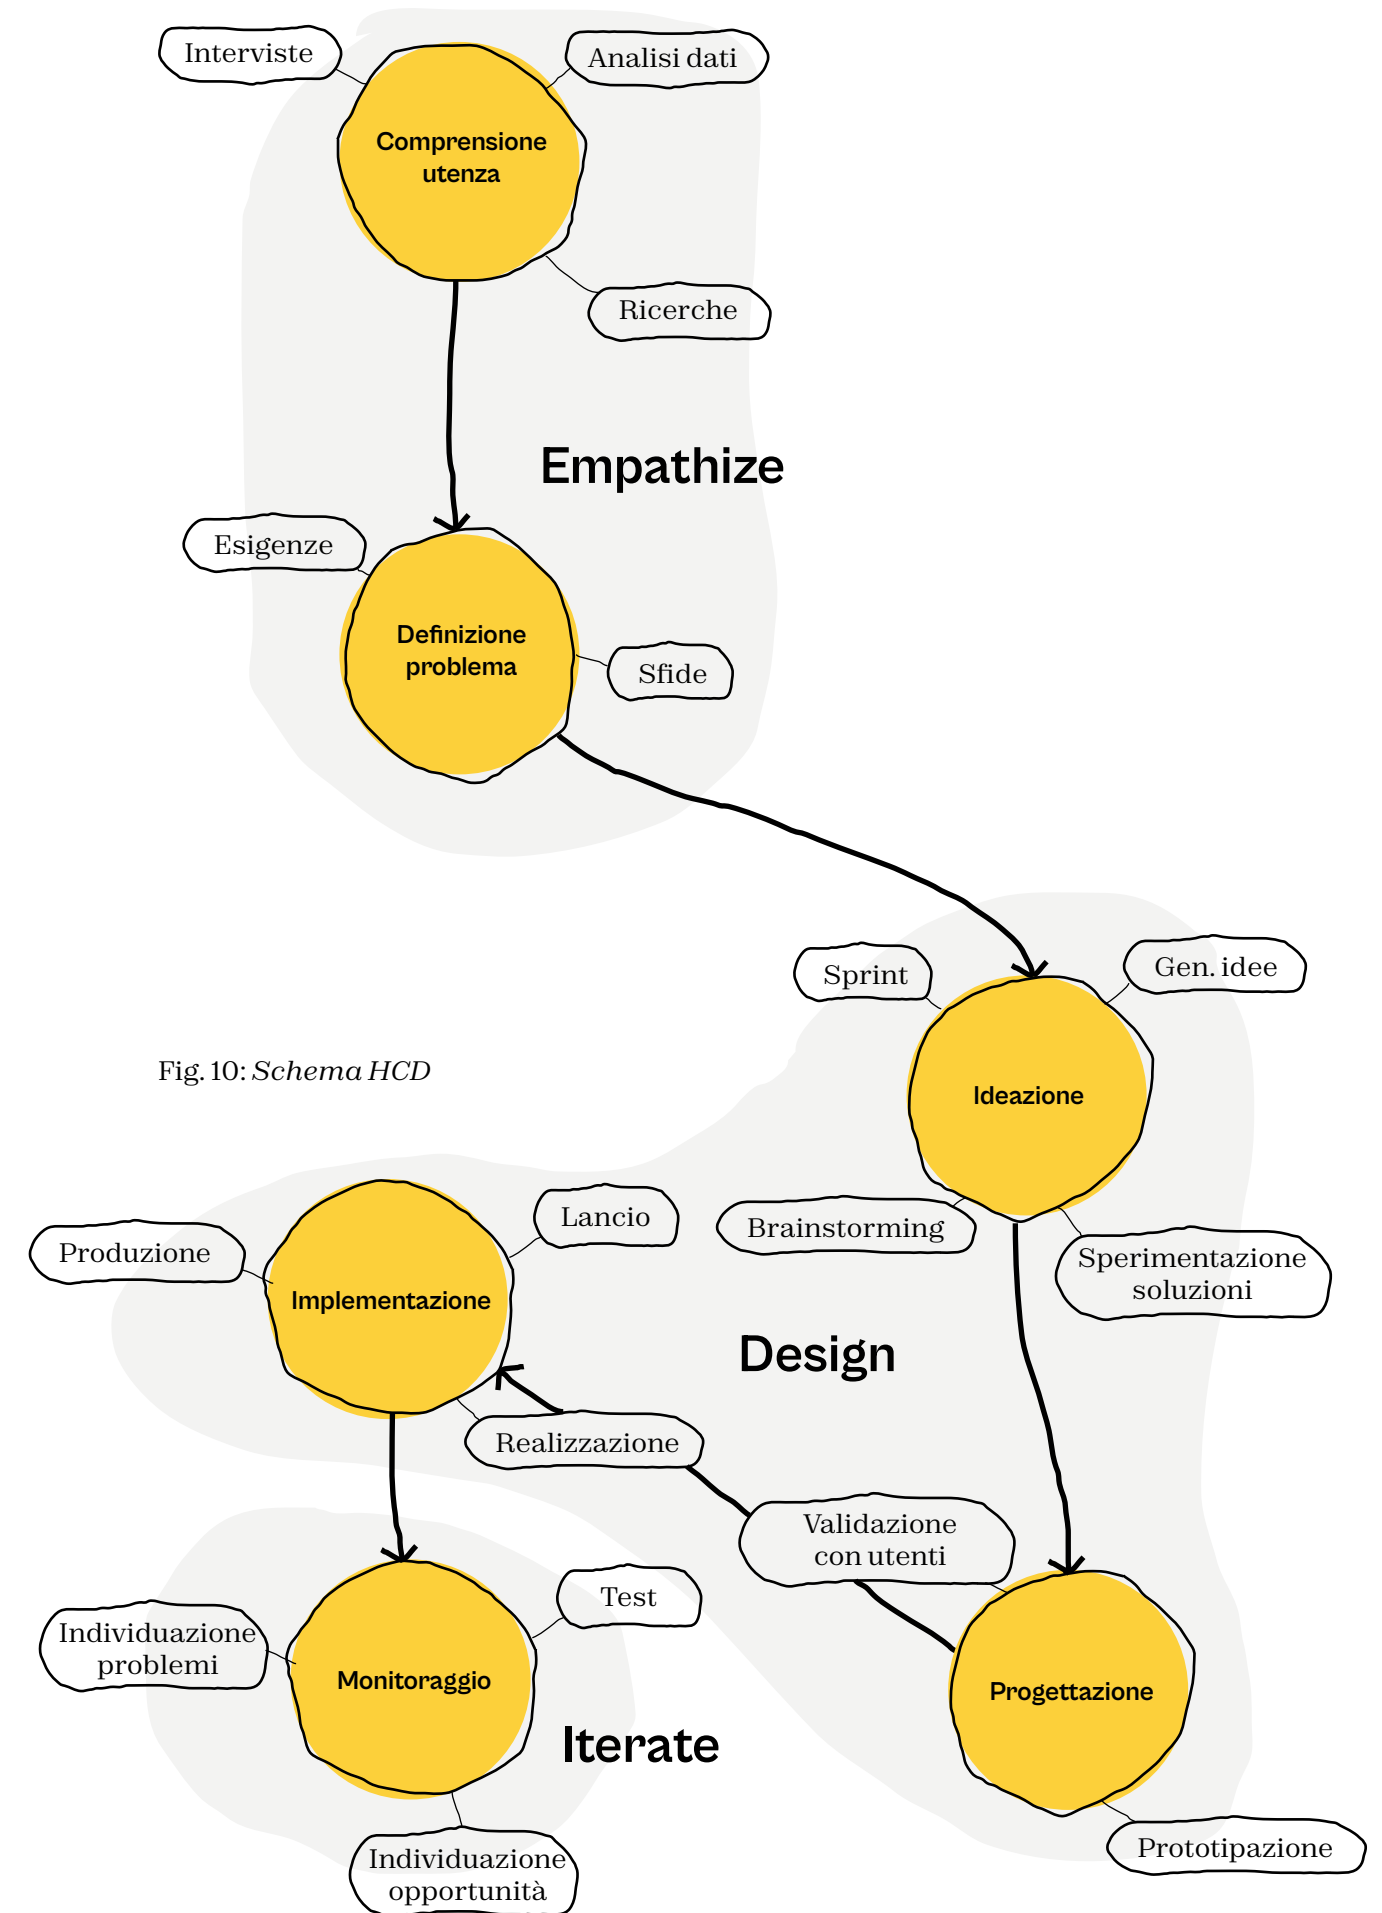 Interviste
Analisi dati
Comprensione
utenza
Ricerche
Empathize
Esigenze
Definizione
problema
Sfide
Sprint
Gen. idee
Fig. 10: Schema HCD
Ideazione
Lancio
Brainstorming
Produzione
Sperimentazione
soluzioni
Implementazione
Design
Realizzazione
Validazione
con utenti
Test
Individuazione
problemi
Monitoraggio
Progettazione
Iterate
Prototipazione
Individuazione
opportunità